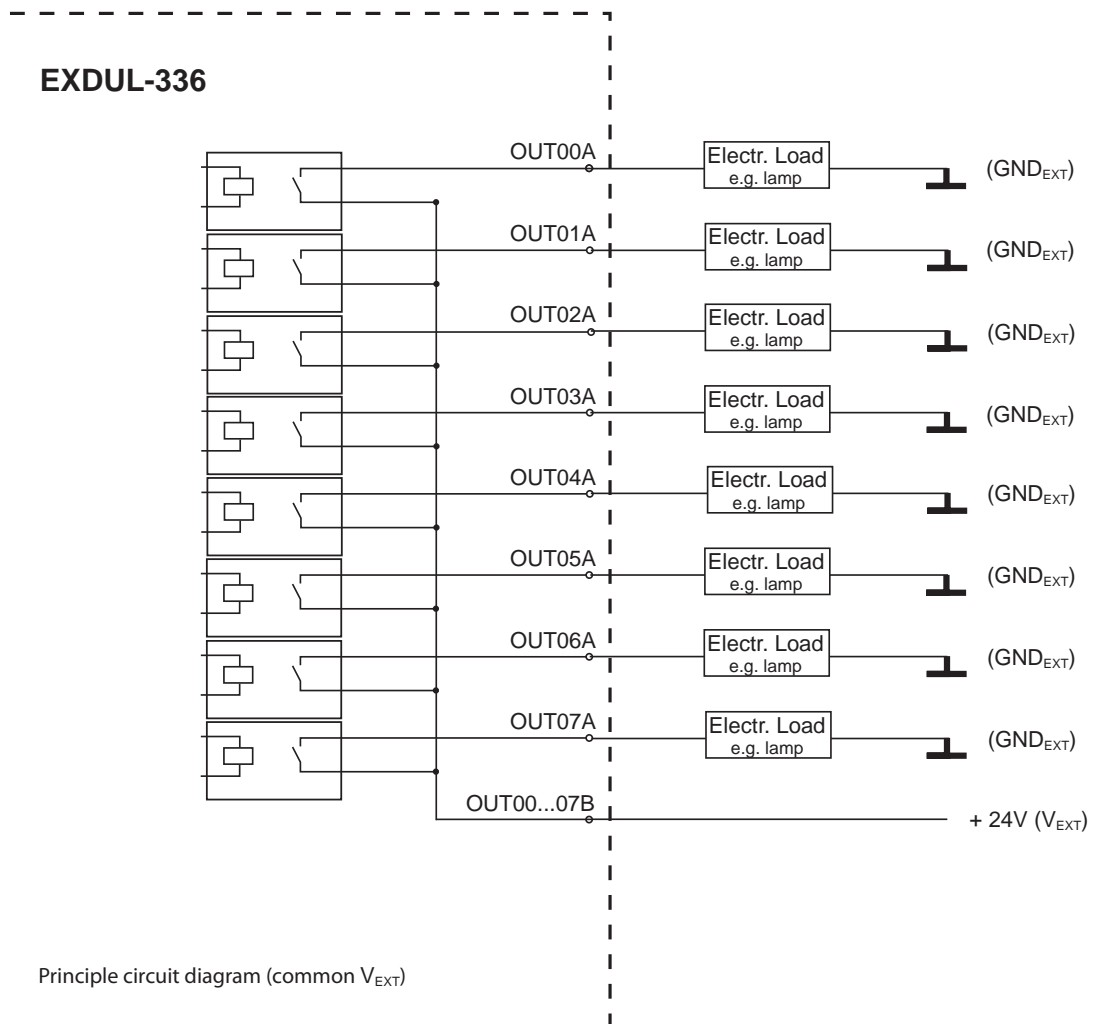 EXDUL-336
OUT00A
Electr. Load
e.g. lamp
(GNDEXT)
OUT01A
Electr. Load
e.g. lamp
(GNDEXT)
OUT02A
Electr. Load
e.g. lamp
(GNDEXT)
OUT03A
Electr. Load
e.g. lamp
(GNDEXT)
OUT04A
Electr. Load
e.g. lamp
(GNDEXT)
OUT05A
Electr. Load
e.g. lamp
(GNDEXT)
OUT06A
Electr. Load
e.g. lamp
(GNDEXT)
OUT07A
Electr. Load
e.g. lamp
(GNDEXT)
OUT00...07B
+ 24V (VEXT)
Principle circuit diagram (common VEXT)